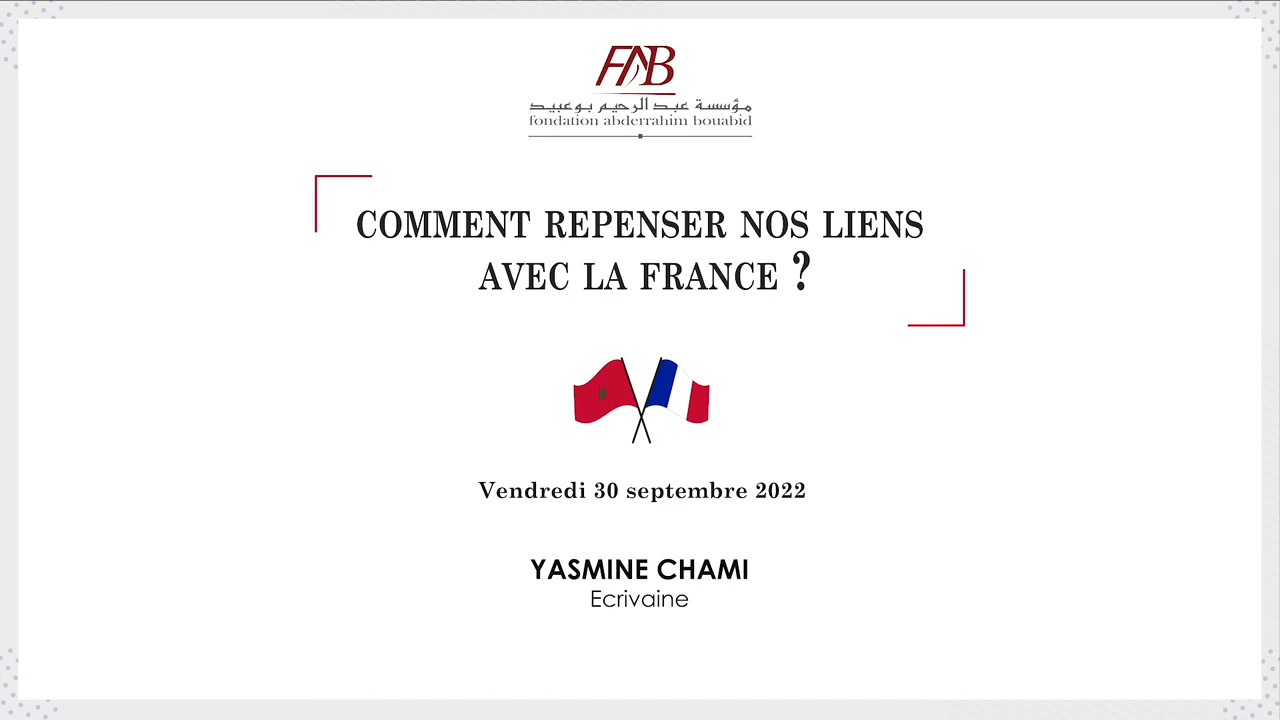 FAB
مؤسسة عبد الرحيم بوعبيد
fondation abderrahim bouabid
COMMENT REPENSER NOS LIENS
AVEC LA FRANCE ?
Vendredi 30 septembre 2022
YASMINE CHAMI
Ecrivaine